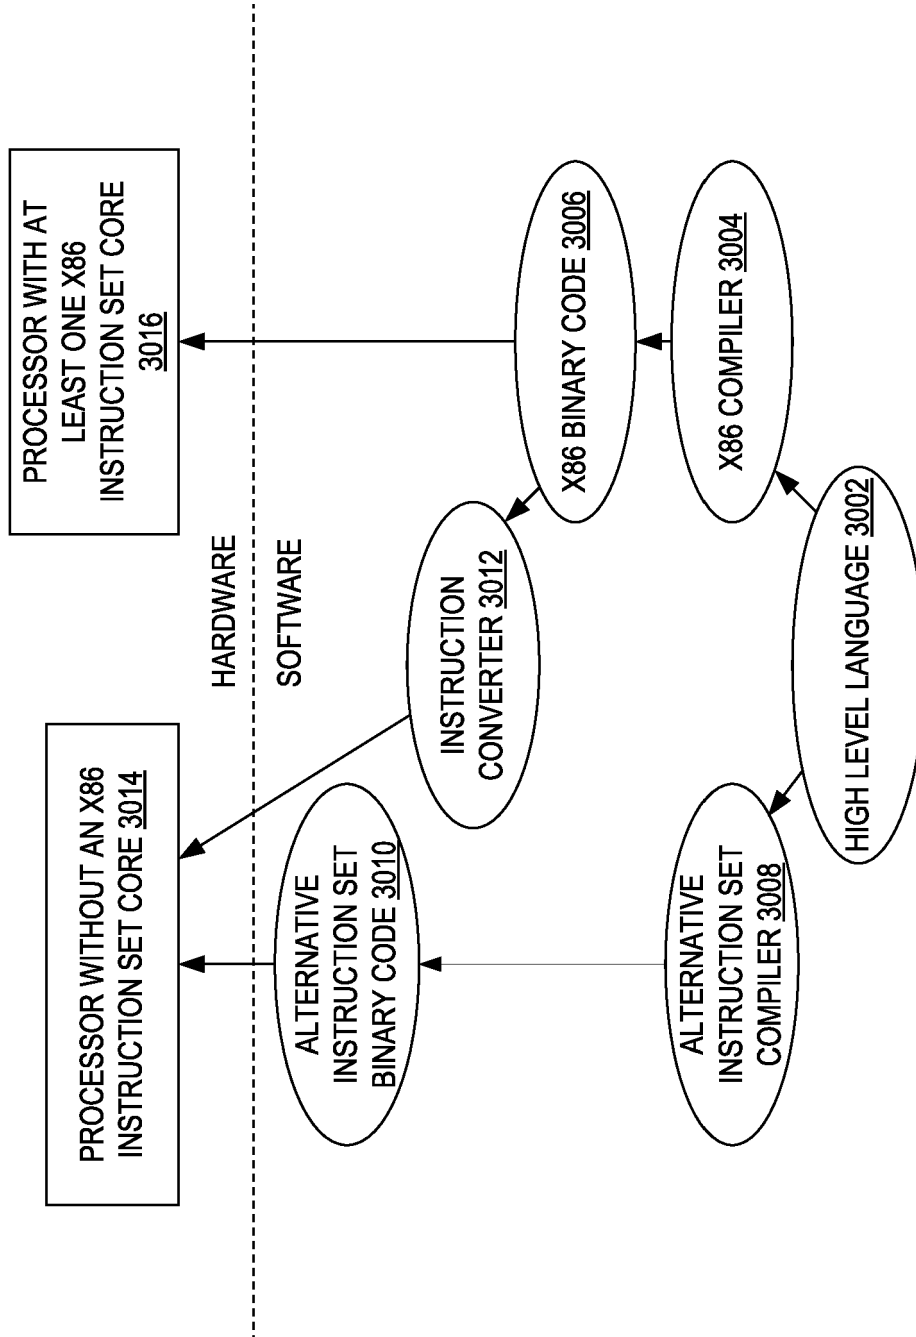 PROCESSOR WITHOUT AN X86
INSTRUCTION SET CORE 3014
PROCESSOR WITH AT
LEAST ONE X86
INSTRUCTION SET CORE
3016
HARDWARE
SOFTWARE
ALTERNATIVE
INSTRUCTION SET
BINARY CODE 3010
INSTRUCTION
CONVERTER 3012
X86 BINARY CODE 3006
ALTERNATIVE
INSTRUCTION SET
COMPILER 3008
X86 COMPILER 3004
HIGH LEVEL LANGUAGE 3002